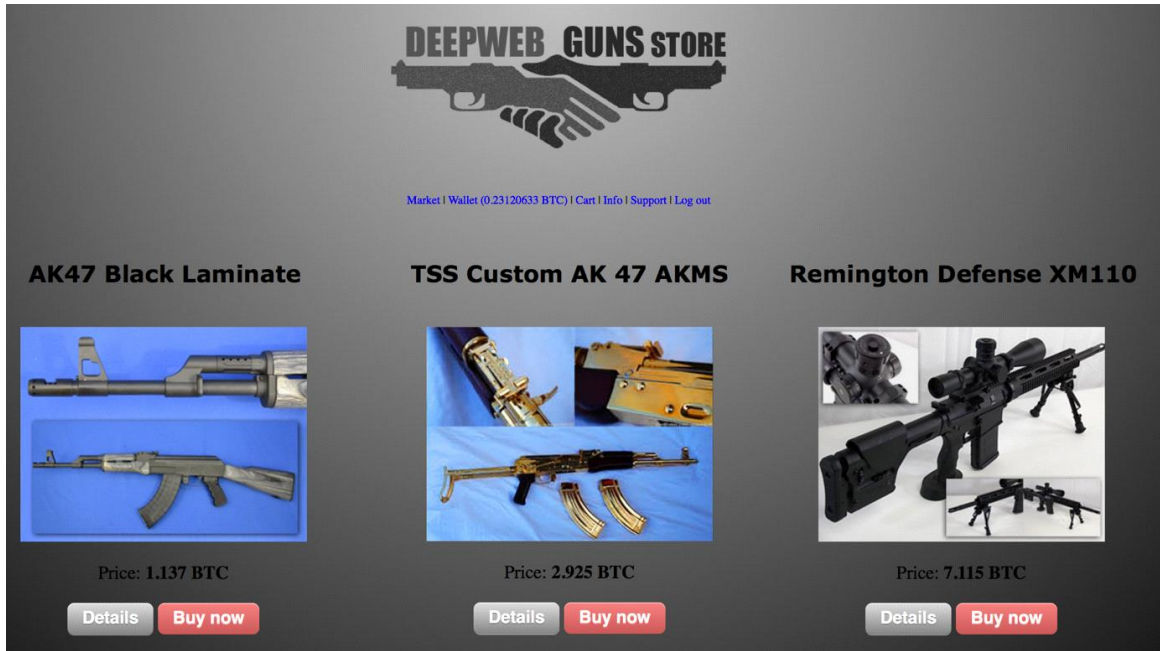 DEEPWEB GUNS STORE
Market | Wallet (0.23120633 BTC) | Cart | Info | Support | Log out
AK47 Black Laminate
TSS Custom AK 47 AKMS
Remington Defense XM110
Price: 1.137 BTC
Price: 2.925 BTC
Price: 7.115 BTC
Details Buy now
Details Buy now
Details Buy now